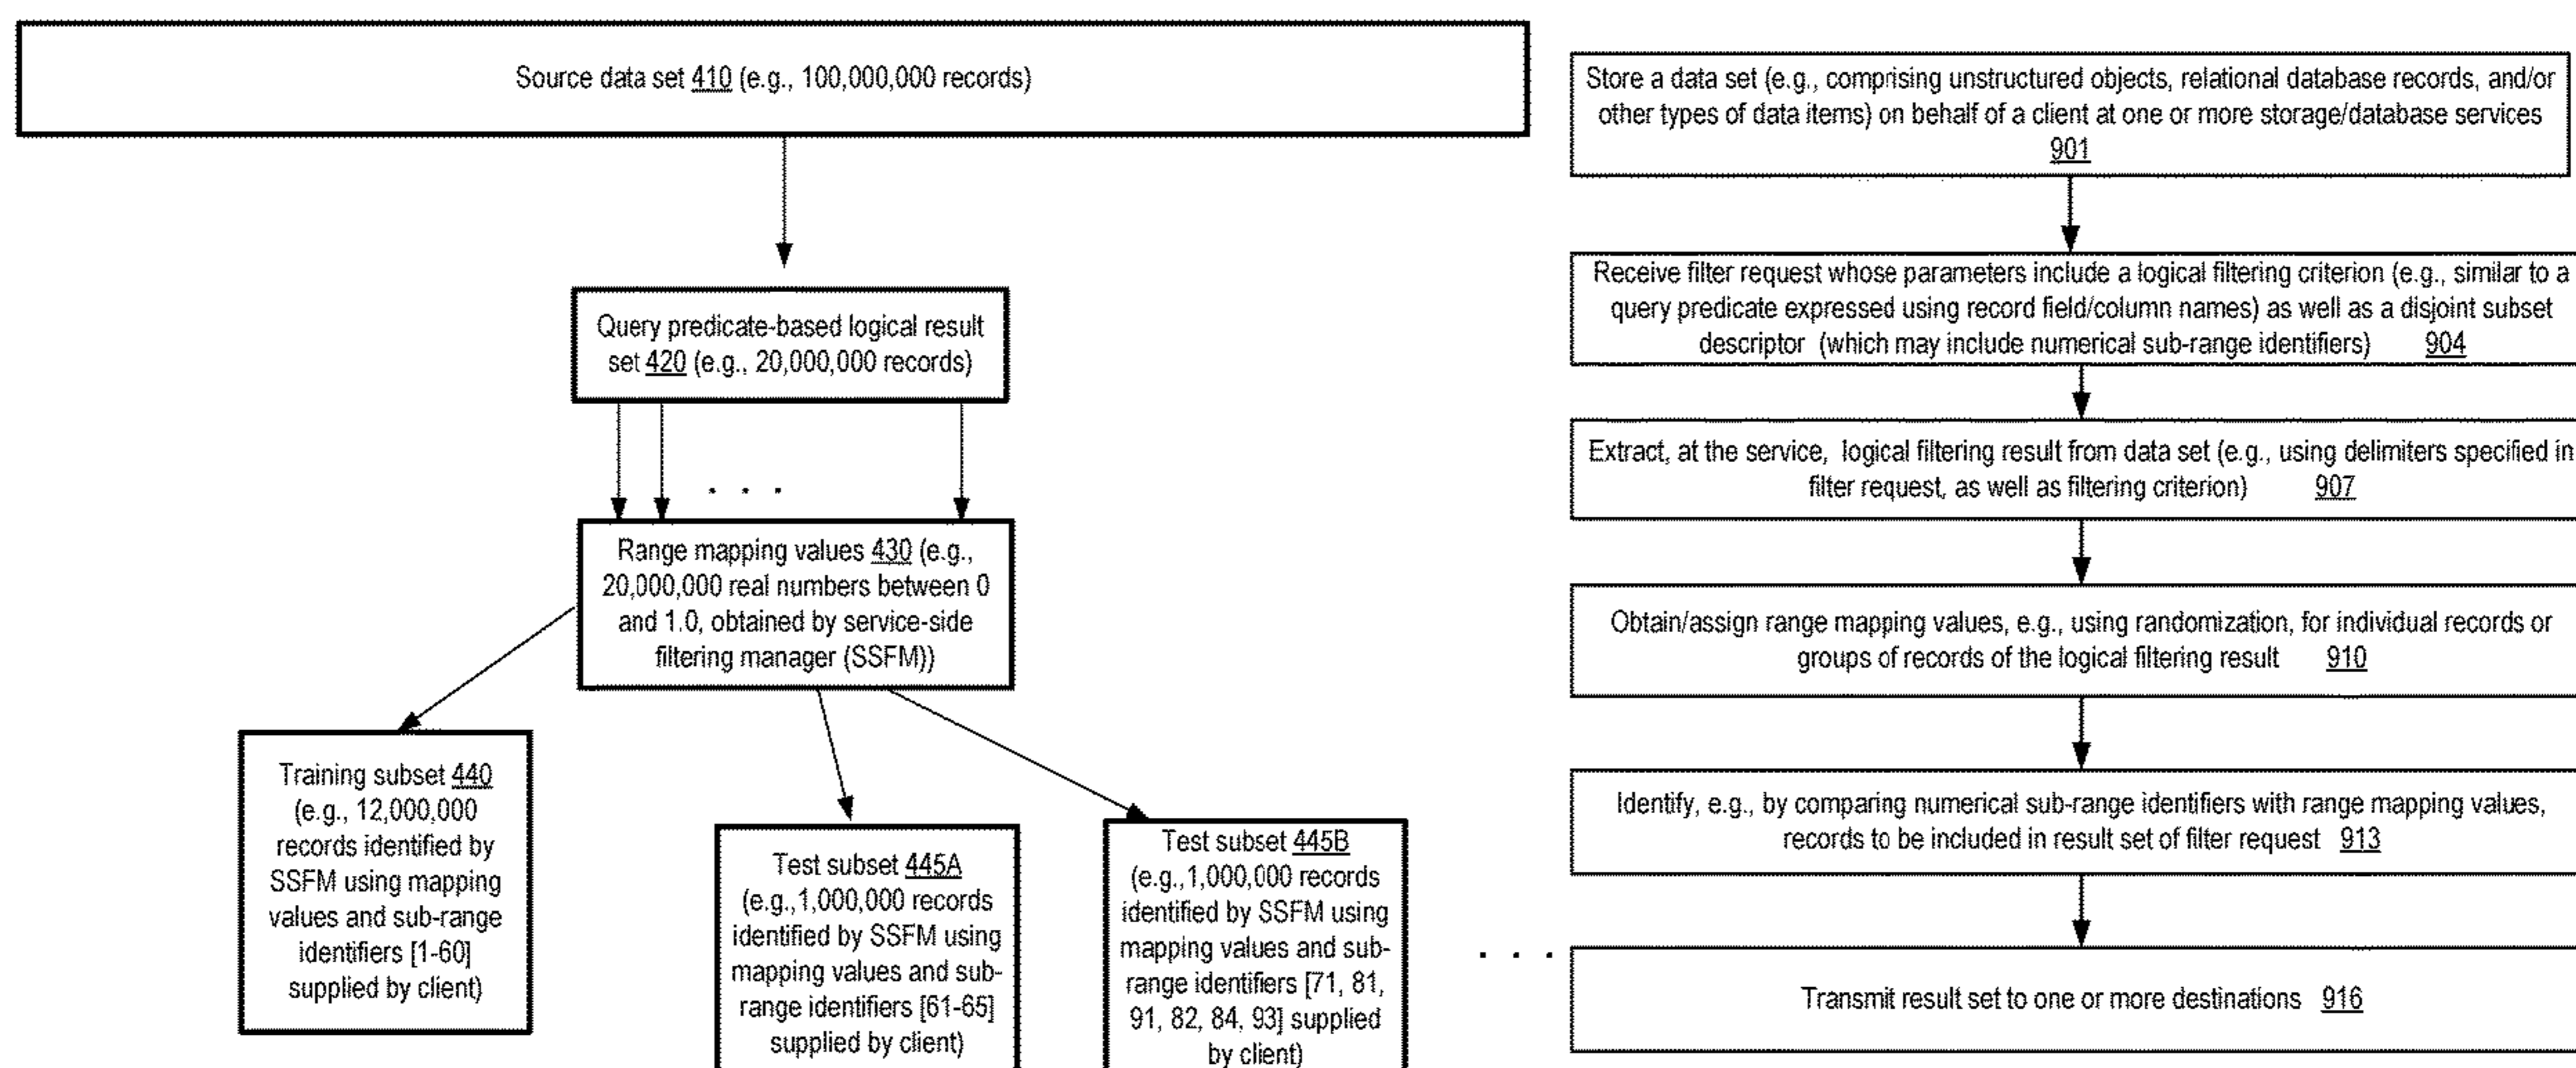 Source data set 410 (e.g., 100,000,000 records)
Query predicate-based logical result
set 420 (e.g., 20,000,000 records)
. . .
Range mapping values 430 (e.g.,
20,000,000 real numbers between 0
and 1.0, obtained by service-side
filtering manager (SSFM))
Training subset 440
(e.g., 12,000,000
records identified by
SSFM using mapping
values and sub-range
identifiers [1-60]
supplied by client)
Test subset 445A
(e.g.,1,000,000 records
identified by SSFM using
mapping values and sub-
range identifiers [61-65]
supplied by client)
Test subset 445B
(e.g.,1,000,000 records
identified by SSFM using
mapping values and sub-
range identifiers [71, 81,
91, 82, 84, 93] supplied
by client)
. . .
Store a data set (e.g., comprising unstructured objects, relational database records, and/or
other types of data items) on behalf of a client at one or more storage/database services
901
Receive filter request whose parameters include a logical filtering criterion (e.g., similar to a
query predicate expressed using record field/column names) as well as a disjoint subset
descriptor (which may include numerical sub-range identifiers) 904
Extract, at the service, logical filtering result from data set (e.g., using delimiters specified in
filter request, as well as filtering criterion) 907
Obtain/assign range mapping values, e.g., using randomization, for individual records or
groups of records of the logical filtering result 910
Identify, e.g., by comparing numerical sub-range identifiers with range mapping values,
records to be included in result set of filter request 913
Transmit result set to one or more destinations 916